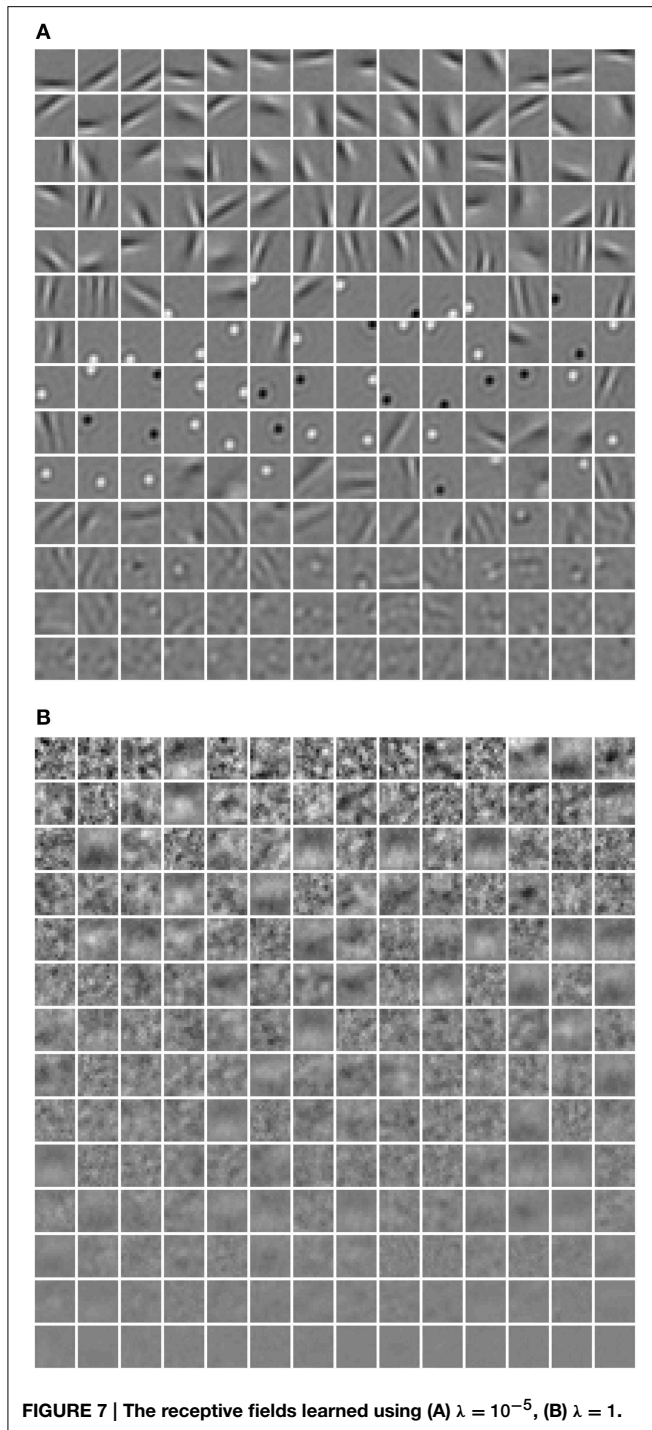 A
B
FIGURE 7 | The receptive fields learned using (A) λ = 10⁻⁵, (B) λ = 1.